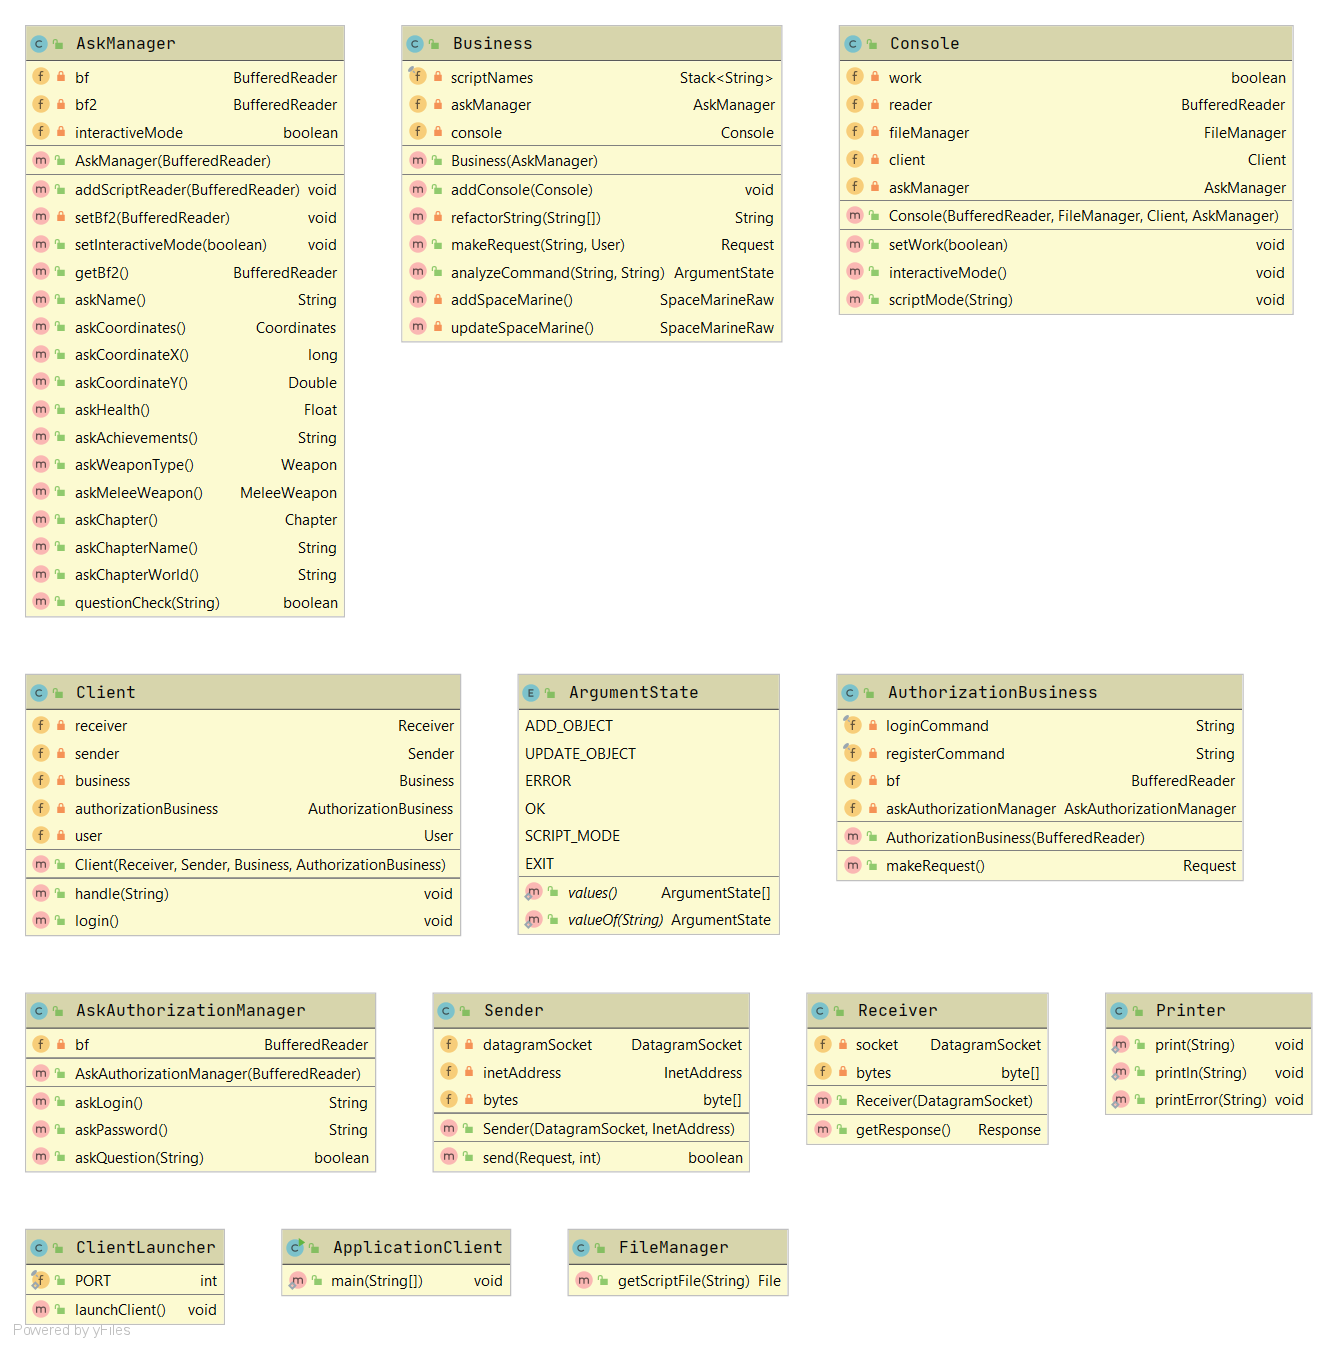 AskManager
bf BufferedReader
bf2 BufferedReader
interactiveMode boolean
AskManager(BufferedReader)
addScriptReader(BufferedReader) void
setBf2(BufferedReader) void
setInteractiveMode(boolean) void
getBf2() BufferedReader
askName() String
askCoordinates() Coordinates
askCoordinateX() long
askCoordinateY() Double
askHealth() Float
askAchievements() String
askWeaponType() Weapon
askMeleeWeapon() MeleeWeapon
askChapter() Chapter
askChapterName() String
askChapterWorld() String
questionCheck(String) boolean
Business
scriptNames Stack<String>
askManager AskManager
console Console
Business(AskManager)
addConsole(Console) void
refactorString(String[]) String
makeRequest(String, User) Request
analyzeCommand(String, String) ArgumentState
addSpaceMarine() SpaceMarineRaw
updateSpaceMarine() SpaceMarineRaw
Console
work boolean
reader BufferedReader
fileManager FileManager
client Client
askManager AskManager
Console(BufferedReader, FileManager, Client, AskManager)
setWork(boolean) void
interactiveMode() void
scriptMode(String) void
Client
receiver Receiver
sender Sender
business Business
authorizationBusiness AuthorizationBusiness
user User
Client(Receiver, Sender, Business, AuthorizationBusiness)
handle(String) void
login() void
ArgumentState
ADD_OBJECT
UPDATE_OBJECT
ERROR
OK
SCRIPT_MODE
EXIT
values() ArgumentState[]
valueOf(String) ArgumentState
AuthorizationBusiness
loginCommand String
registerCommand String
bf BufferedReader
askAuthorizationManager AskAuthorizationManager
AuthorizationBusiness(BufferedReader)
makeRequest() Request
AskAuthorizationManager
bf BufferedReader
AskAuthorizationManager(BufferedReader)
askLogin() String
askPassword() String
askQuestion(String) boolean
Sender
datagramSocket DatagramSocket
inetAddress InetAddress
bytes byte[]
Sender(DatagramSocket, InetAddress)
send(Request, int) boolean
Receiver
socket DatagramSocket
bytes byte[]
Receiver(DatagramSocket)
getResponse() Response
Printer
print(String) void
println(String) void
printError(String) void
ClientLauncher
PORT int
launchClient() void
ApplicationClient
main(String[]) void
FileManager
getScriptFile(String) File
Powered by yFiles